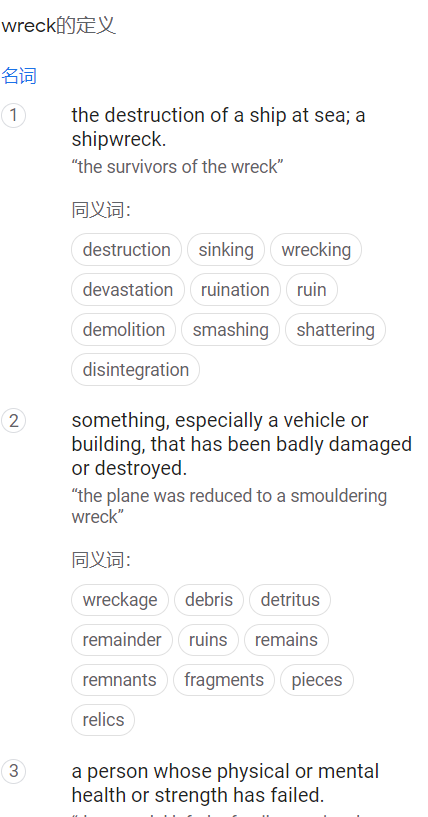 wreck的定义
名词
1 the destruction of a ship at sea; a
shipwreck.
“the survivors of the wreck”
同义词：
destruction sinking wrecking
devastation ruination ruin
demolition smashing shattering
disintegration
2 something, especially a vehicle or
building, that has been badly damaged
or destroyed.
“the plane was reduced to a smouldering
wreck”
同义词：
wreckage debris detritus
remainder ruins remains
remnants fragments pieces
relics
3 a person whose physical or mental
health or strength has failed.